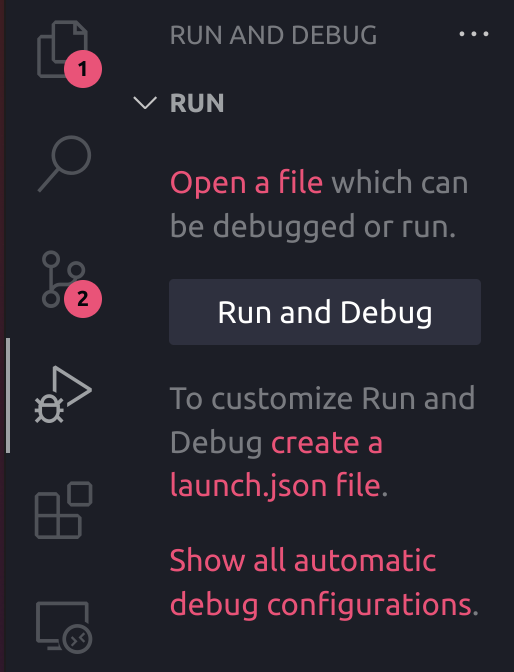 RUN AND DEBUG
1
RUN
Open a file which can
be debugged or run.
2
Run and Debug
To customize Run and
Debug create a
launch.json file.
Show all automatic
debug configurations.